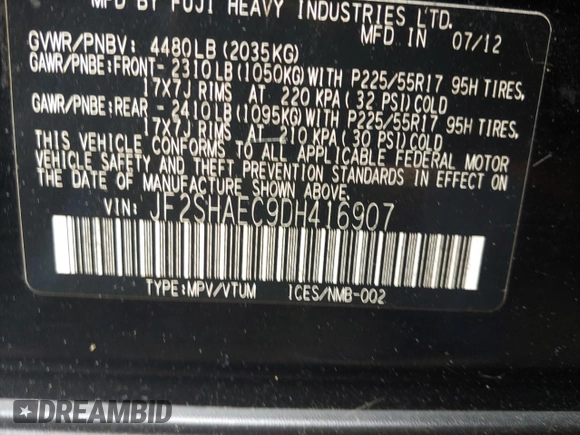 MFD BY FUJI HEAVY INDUSTRIES LTD.
MFD IN 07/12
GVWR/PNBV: 4480LB(2035KG)
GAWR/PNBE:FRONT- 2310LB(1050KG)WITH P225/55R17 95H TIRES,
17X7J RIMS AT 220 KPA( 32 PSI)COLD
GAWR/PNBE:REAR - 2410LB(1095KG)WITH P225/55R17 95H TIRES,
17X7J RIMS AT 210 KPA( 30 PSI)COLD
THIS VEHICLE CONFORMS TO ALL APPLICABLE FEDERAL MOTOR
VEHICLE SAFETY AND THEFT PREVENTION STANDARDS IN EFFECT ON
THE DATE OF MANUFACTURE SHOWN ABOVE.
VIN: JF2SHAEC9DH416907
TYPE:MPV/VTUM ICES/NMB-002
DREAMBID